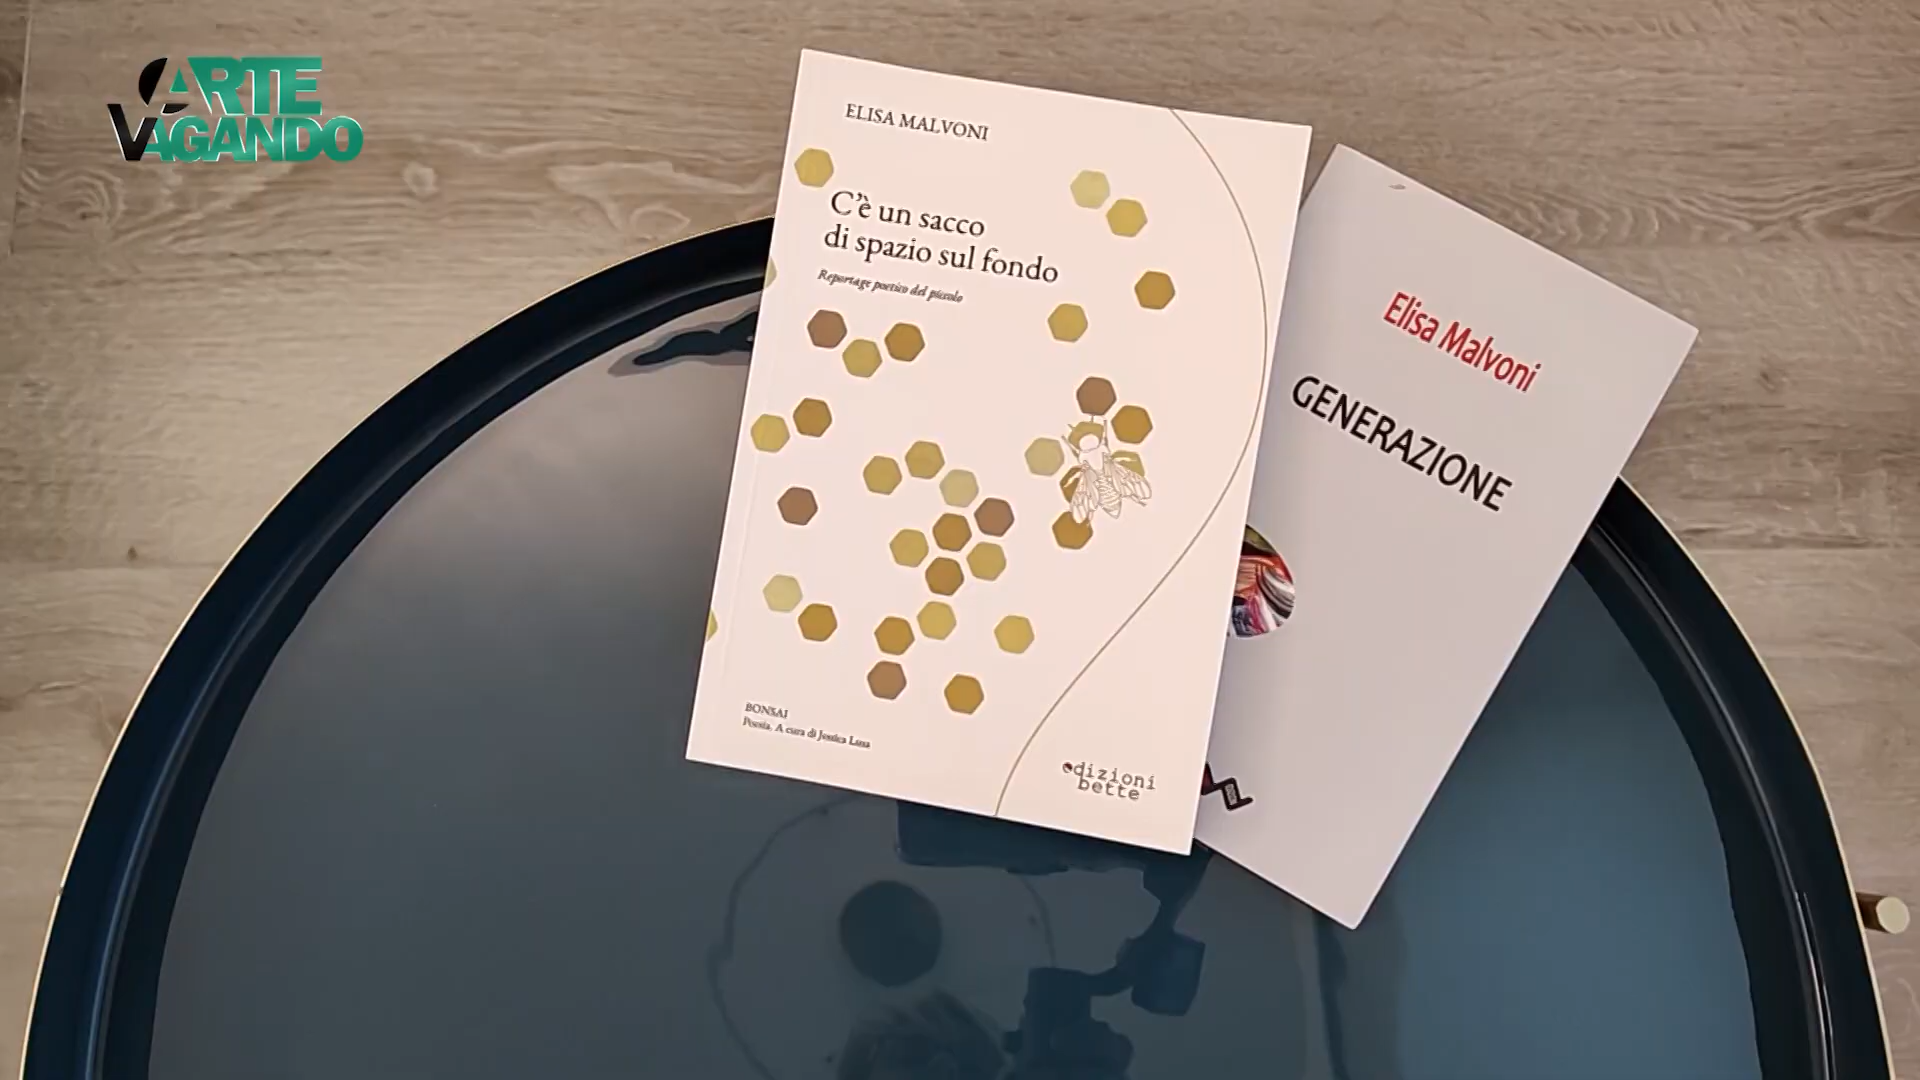 ARTE
VAGANDO
ELISA MALVONI
C'è un sacco
di spazio sul fondo
Reportage poetico del piccolo
BONSAI
Poesia. A cura di Jessica Lusa
edizioni
bette
Elisa Malvoni
GENERAZIONE